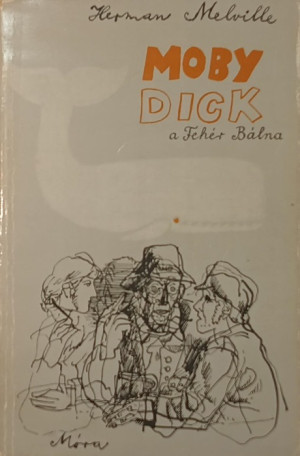 Herman Melville
MOBY
DICK
a Fehér Bálna
Móra